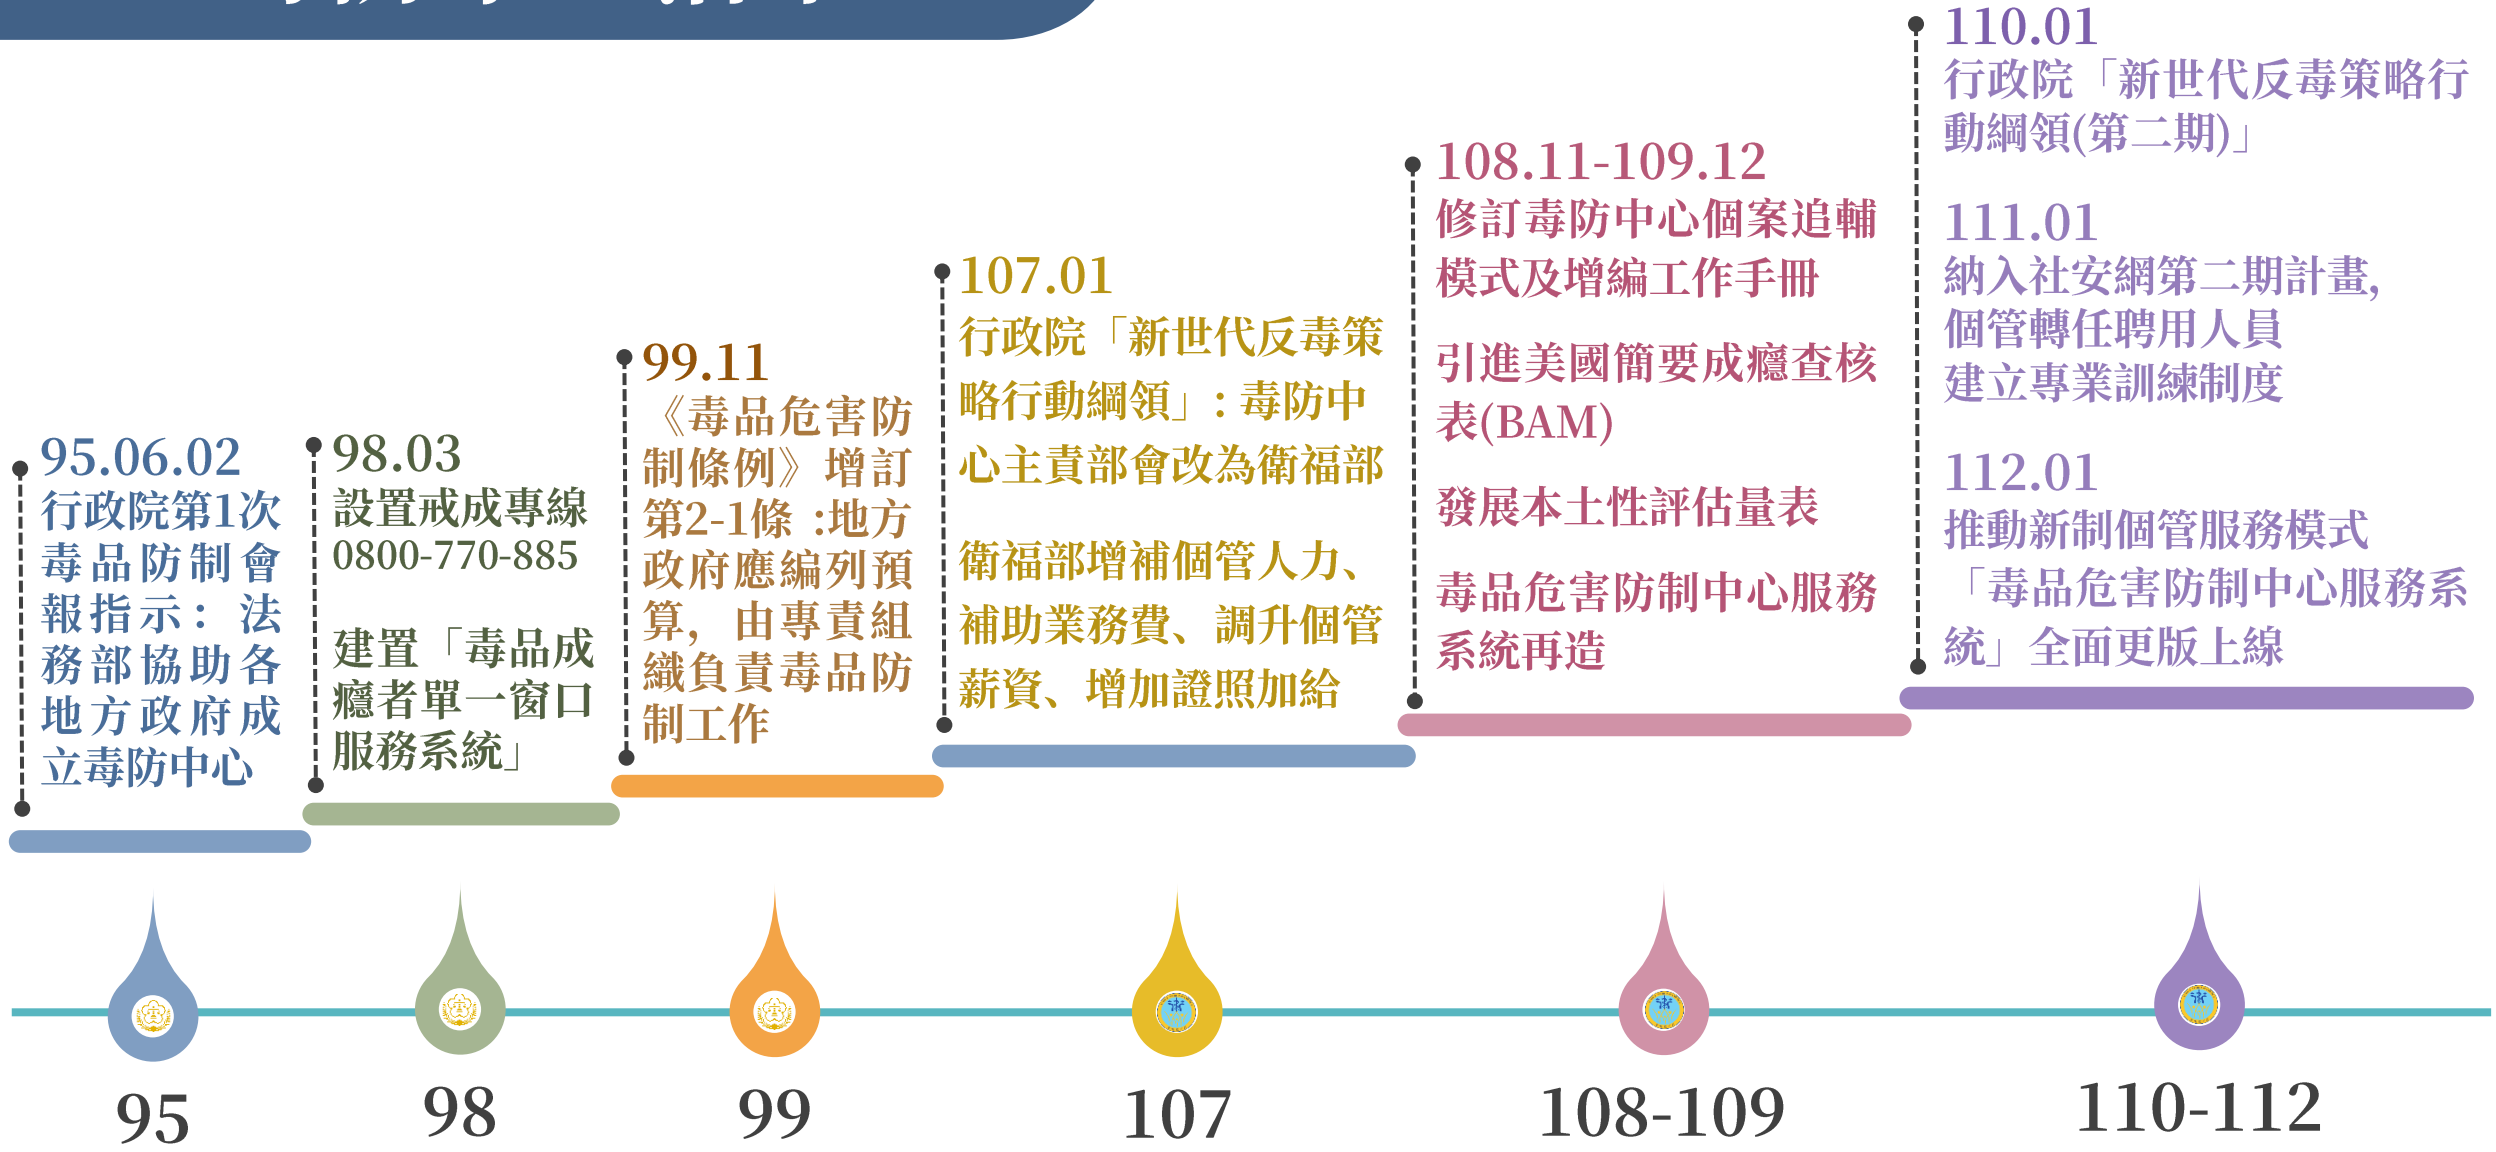 95.06.02
行政院第1次
毒品防制會
報指示：法
務部協助各
地方政府成
立毒防中心
98.03
設置戒成專線
0800-770-885
建置「毒品成
癮者單一窗口
服務系統」
99.11
《毒品危害防
制條例》增訂
第2-1條：地方
政府應編列預
算，由專責組
織負責毒品防
制工作
107.01
行政院「新世代反毒策
略行動綱領」：毒防中
心主責部會改為衛福部
衛福部增補個管人力、
補助業務費、調升個管
薪資、增加證照加給
108.11-109.12
修訂毒防中心個案追輔
模式及增編工作手冊
引進美國簡要成癮查核
表(BAM)
發展本土性評估量表
毒品危害防制中心服務
系統再造
110.01
行政院「新世代反毒策略行
動綱領(第二期)」
111.01
納入社安網第二期計畫，
個管轉任聘用人員
建立專業訓練制度
112.01
推動新制個管服務模式
「毒品危害防制中心服務系
統」全面更版上線
95
98
99
107
108-109
110-112